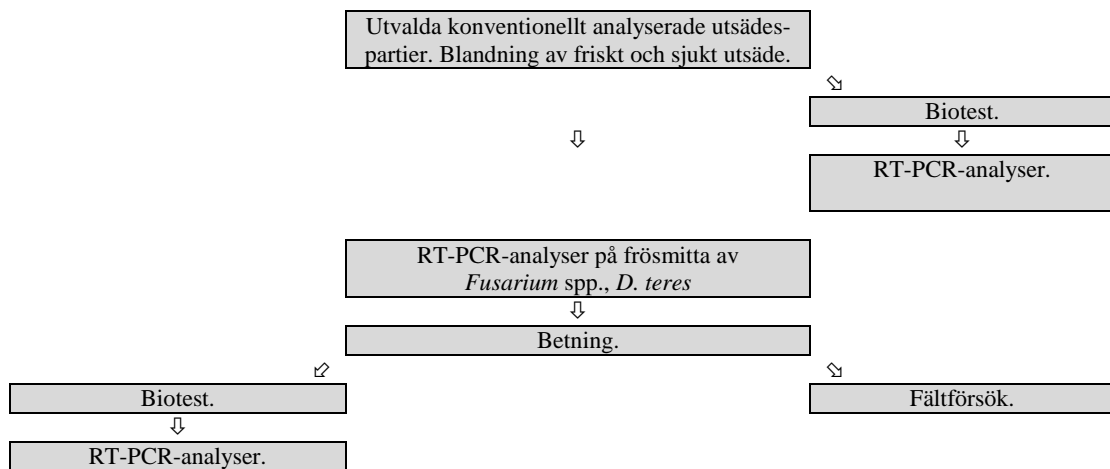 Utvalda konventionellt analyserade utsädes-
partier. Blandning av friskt och sjukt utsäde.
⬂
Biotest.
⇩
⇩
RT-PCR-analyser.
RT-PCR-analyser på frösmitta av
Fusarium spp., D. teres
⇩
Betning.
⬃
⬂
Biotest.
Fältförsök.
⇩
RT-PCR-analyser.